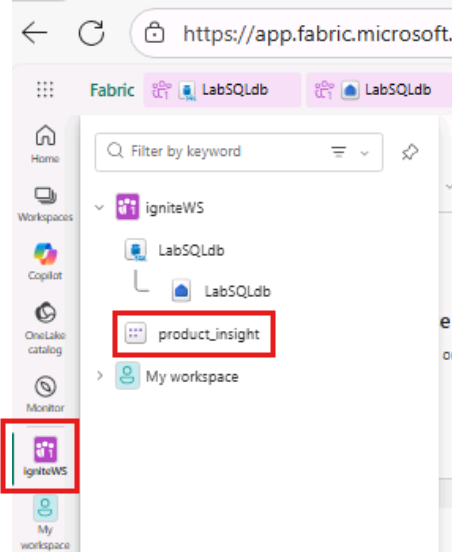 https://app.fabric.microsoft.
Fabric
LabSQLdb
LabSQLdb
Home
Workspaces
Copilot
OneLake
catalog
Monitor
igniteWS
My
workspace
Filter by keyword
igniteWS
LabSQLdb
LabSQLdb
product_insight
My workspace
e